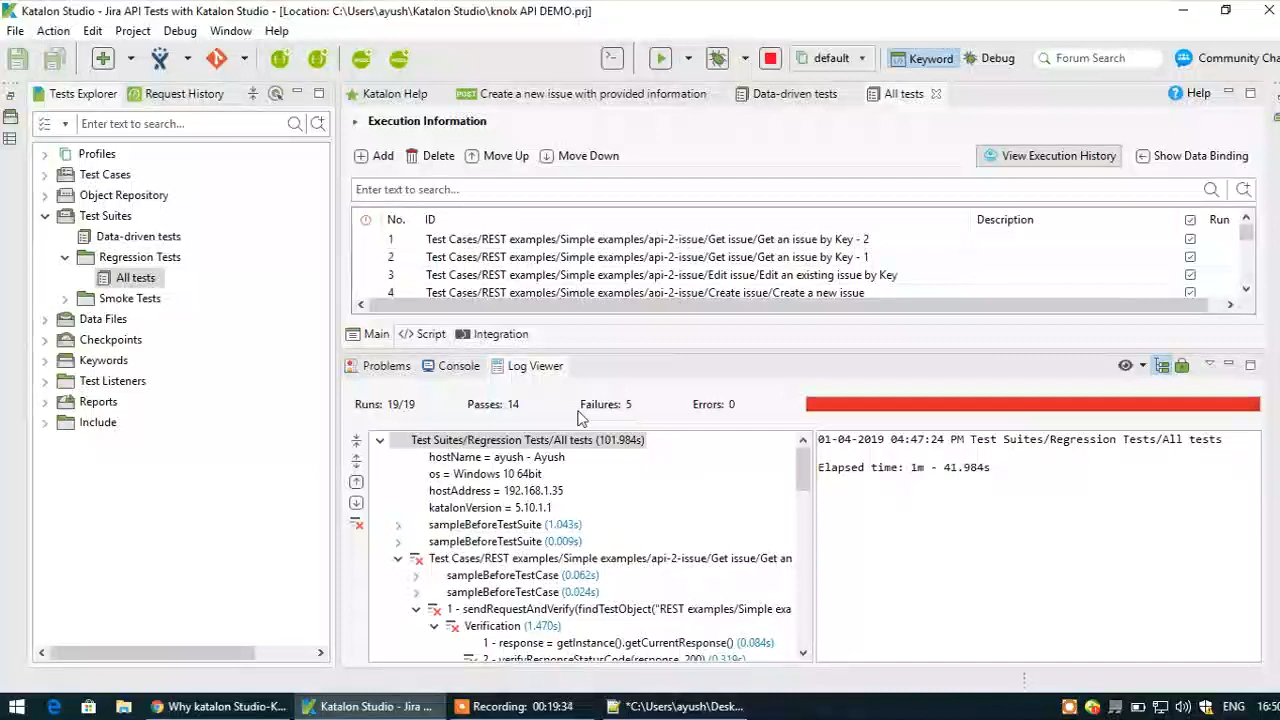 Katalon Studio - Jira API Tests with Katalon Studio - [Location: C:\Users\ayush\Katalon Studio\knolx API DEMO.prj]
File Action Edit Project Debug Window Help
default Keyword Debug Forum Search Community Cha
Tests Explorer Request History
Katalon Help POST Create a new issue with provided information Data-driven tests All tests Help
Enter text to search...
Execution Information
Profiles
Test Cases
Object Repository
Test Suites
Data-driven tests
Regression Tests
All tests
Smoke Tests
Data Files
Checkpoints
Keywords
Test Listeners
Reports
Include
Add Delete Move Up Move Down View Execution History Show Data Binding
Enter text to search...
No. ID Description Run
1 Test Cases/REST examples/Simple examples/api-2-issue/Get issue/Get an issue by Key - 2
2 Test Cases/REST examples/Simple examples/api-2-issue/Get issue/Get an issue by Key - 1
3 Test Cases/REST examples/Simple examples/api-2-issue/Edit issue/Edit an existing issue by Key
4 Test Cases/REST examples/Simple examples/api-2-issue/Create issue/Create a new issue
Main </> Script Integration
Problems Console Log Viewer
Runs: 19/19 Passes: 14 Failures: 5 Errors: 0
Test Suites/Regression Tests/All tests (101.984s)
hostName = ayush - Ayush
os = Windows 10 64bit
hostAddress = 192.168.1.35
katalonVersion = 5.10.1.1
sampleBeforeTestSuite (1.043s)
sampleBeforeTestSuite (0.009s)
Test Cases/REST examples/Simple examples/api-2-issue/Get issue/Get an
sampleBeforeTestCase (0.062s)
sampleBeforeTestCase (0.024s)
1 - sendRequestAndVerify(findTestObject("REST examples/Simple exa
Verification (1.470s)
1 - response = getInstance().getCurrentResponse() (0.084s)
2 - verifyResponseStatusCode(response, 200) (0.319s)
01-04-2019 04:47:24 PM Test Suites/Regression Tests/All tests
Elapsed time: 1m - 41.984s
Why katalon Studio-K... Katalon Studio - Jira ... Recording: 00:19:34 *C:\Users\ayush\Desk... ENG